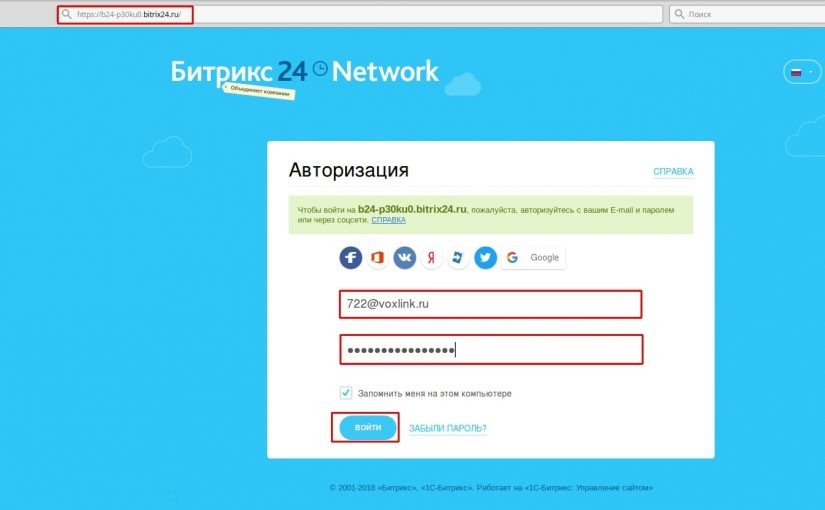 https://b24-p30ku0.bitrix24.ru/
Поиск
Битрикс 24 Network
Объединяет компании
Авторизация
СПРАВКА
Чтобы войти на b24-p30ku0.bitrix24.ru, пожалуйста, авторизуйтесь с вашим E-mail и паролем
или через соцсети. СПРАВКА
Google
722@voxlink.ru
Запомнить меня на этом компьютере
ВОЙТИ
ЗАБЫЛИ ПАРОЛЬ?
© 2001-2018 «Битрикс», «1С-Битрикс». Работает на «1С-Битрикс: Управление сайтом»